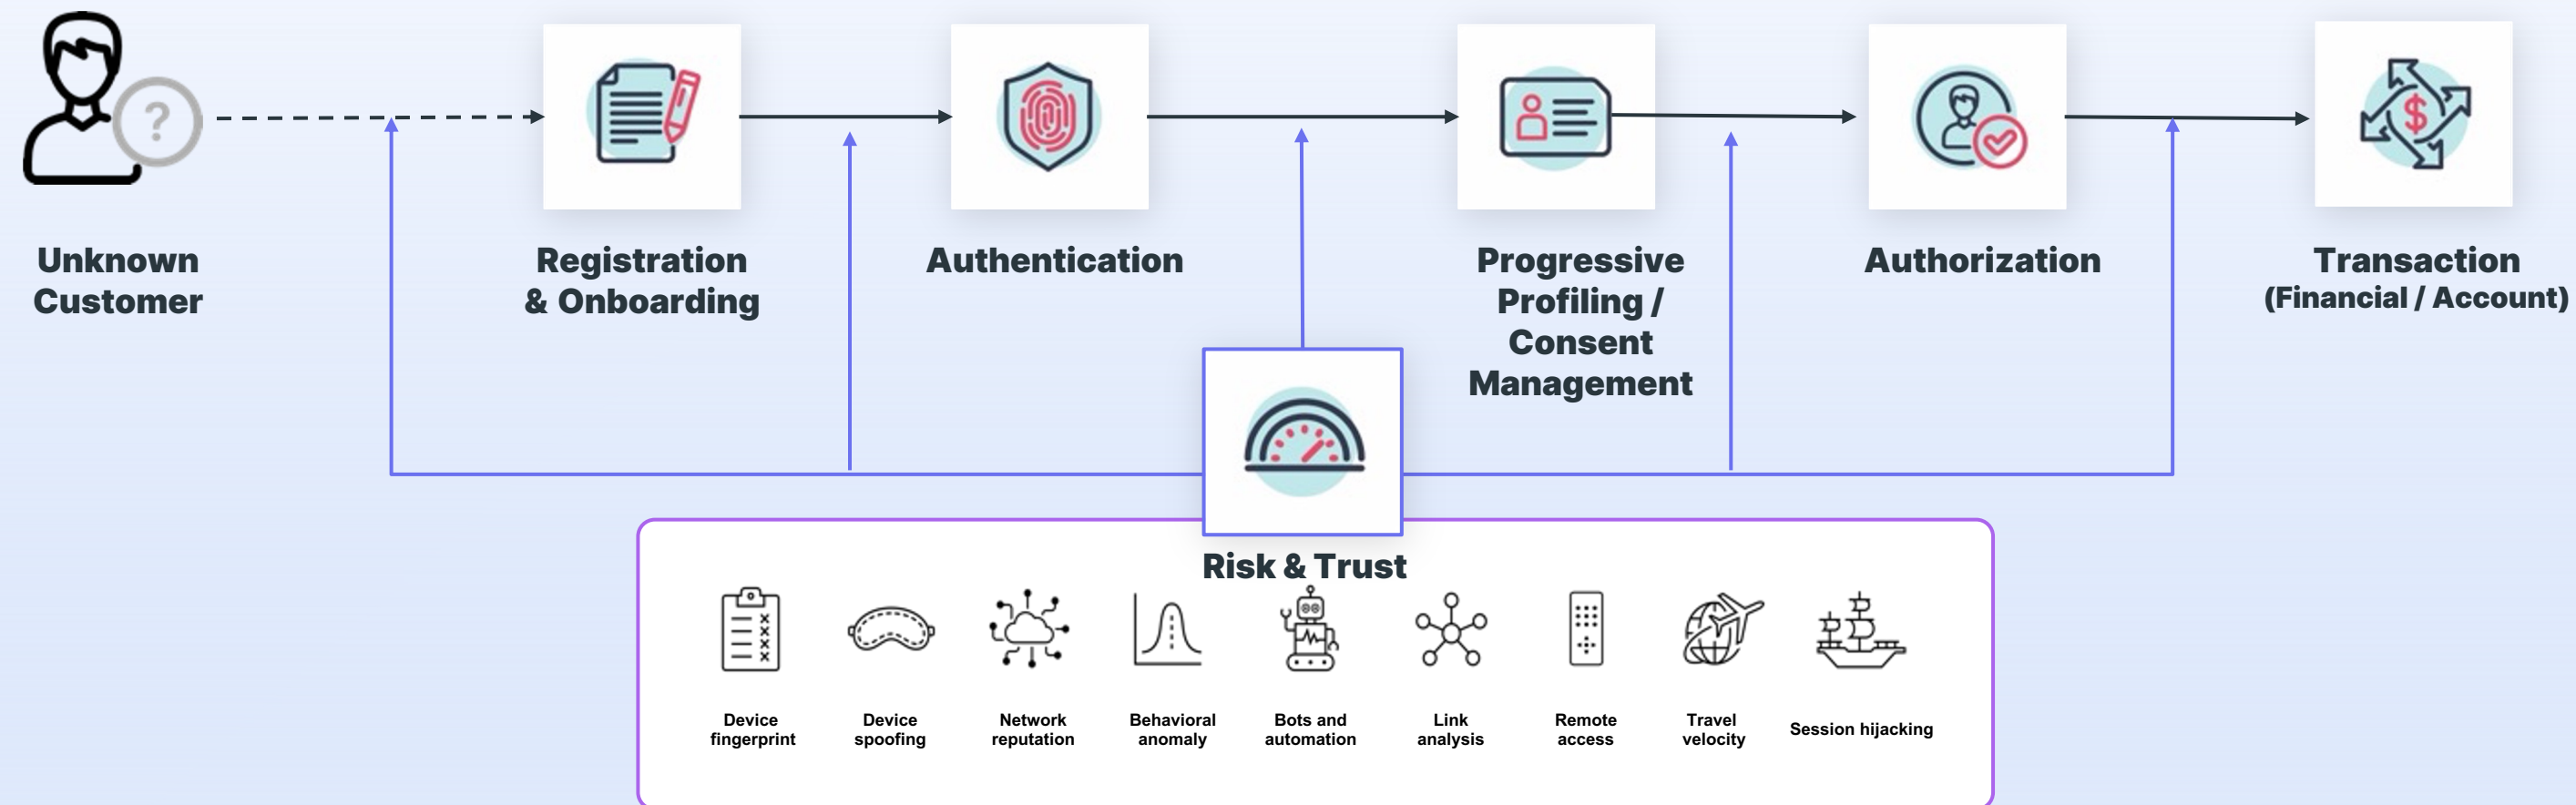 ?
Unknown
Customer
Registration
& Onboarding
Authentication
Progressive
Profiling /
Consent
Management
Authorization
$
Transaction
(Financial / Account)
Risk & Trust
Device
fingerprint
Device
spoofing
Network
reputation
Behavioral
anomaly
Bots and
automation
Link
analysis
Remote
access
Travel
velocity
Session hijacking